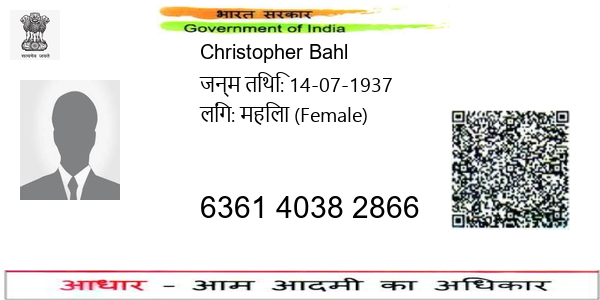 भारत सरकार
Government of India
सत्यमेव जयते
Christopher Bahl
जन्म तिथि: 14-07-1937
लिंग: महिला (Female)
6361 4038 2866
आधार - आम आदमी का अधिकार